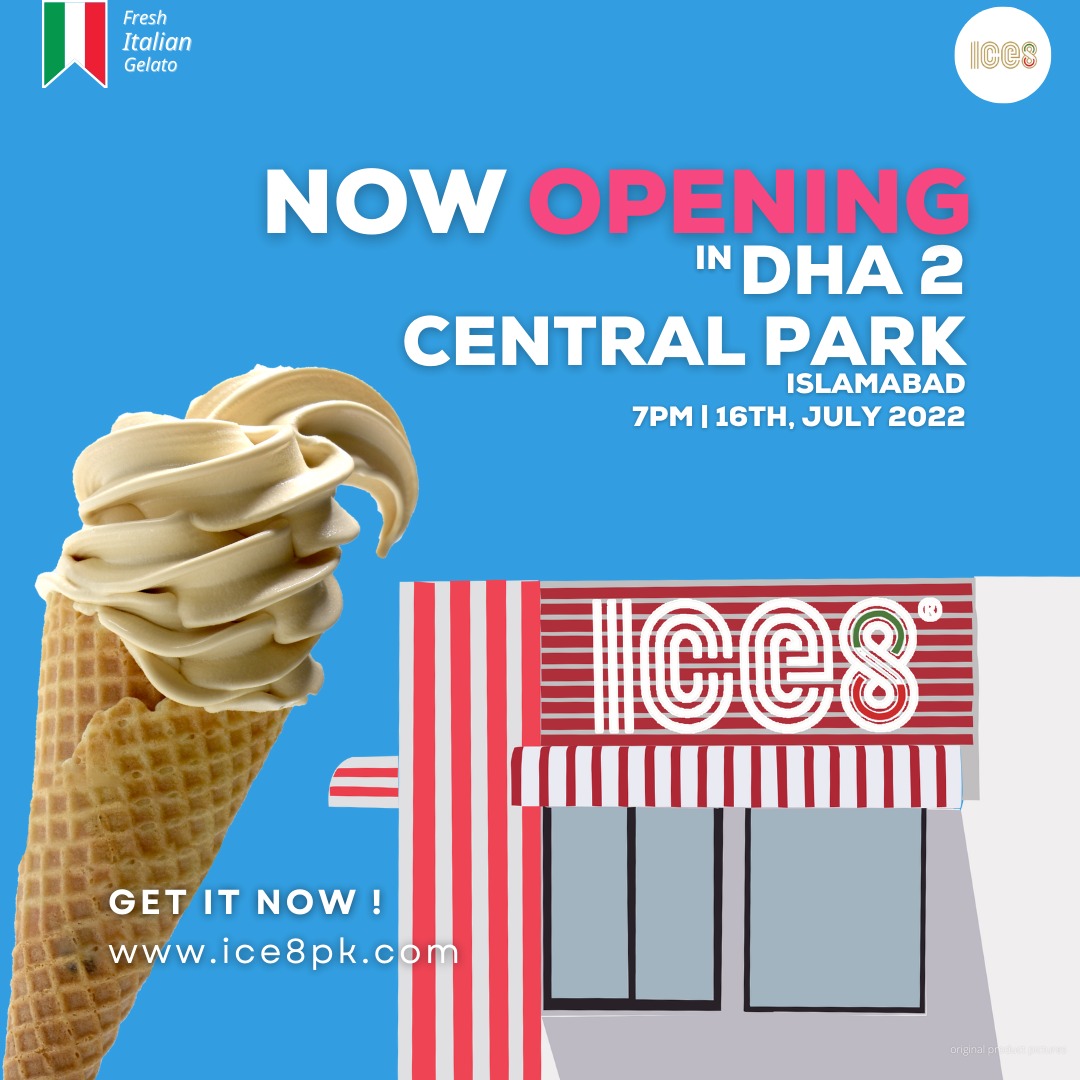 Fresh
Italian
Gelato
Ice8
NOW OPENING
IN DHA 2
CENTRAL PARK
ISLAMABAD
7PM | 16TH, JULY 2022
Ice8®
GET IT NOW !
www.ice8pk.com
original product pictures